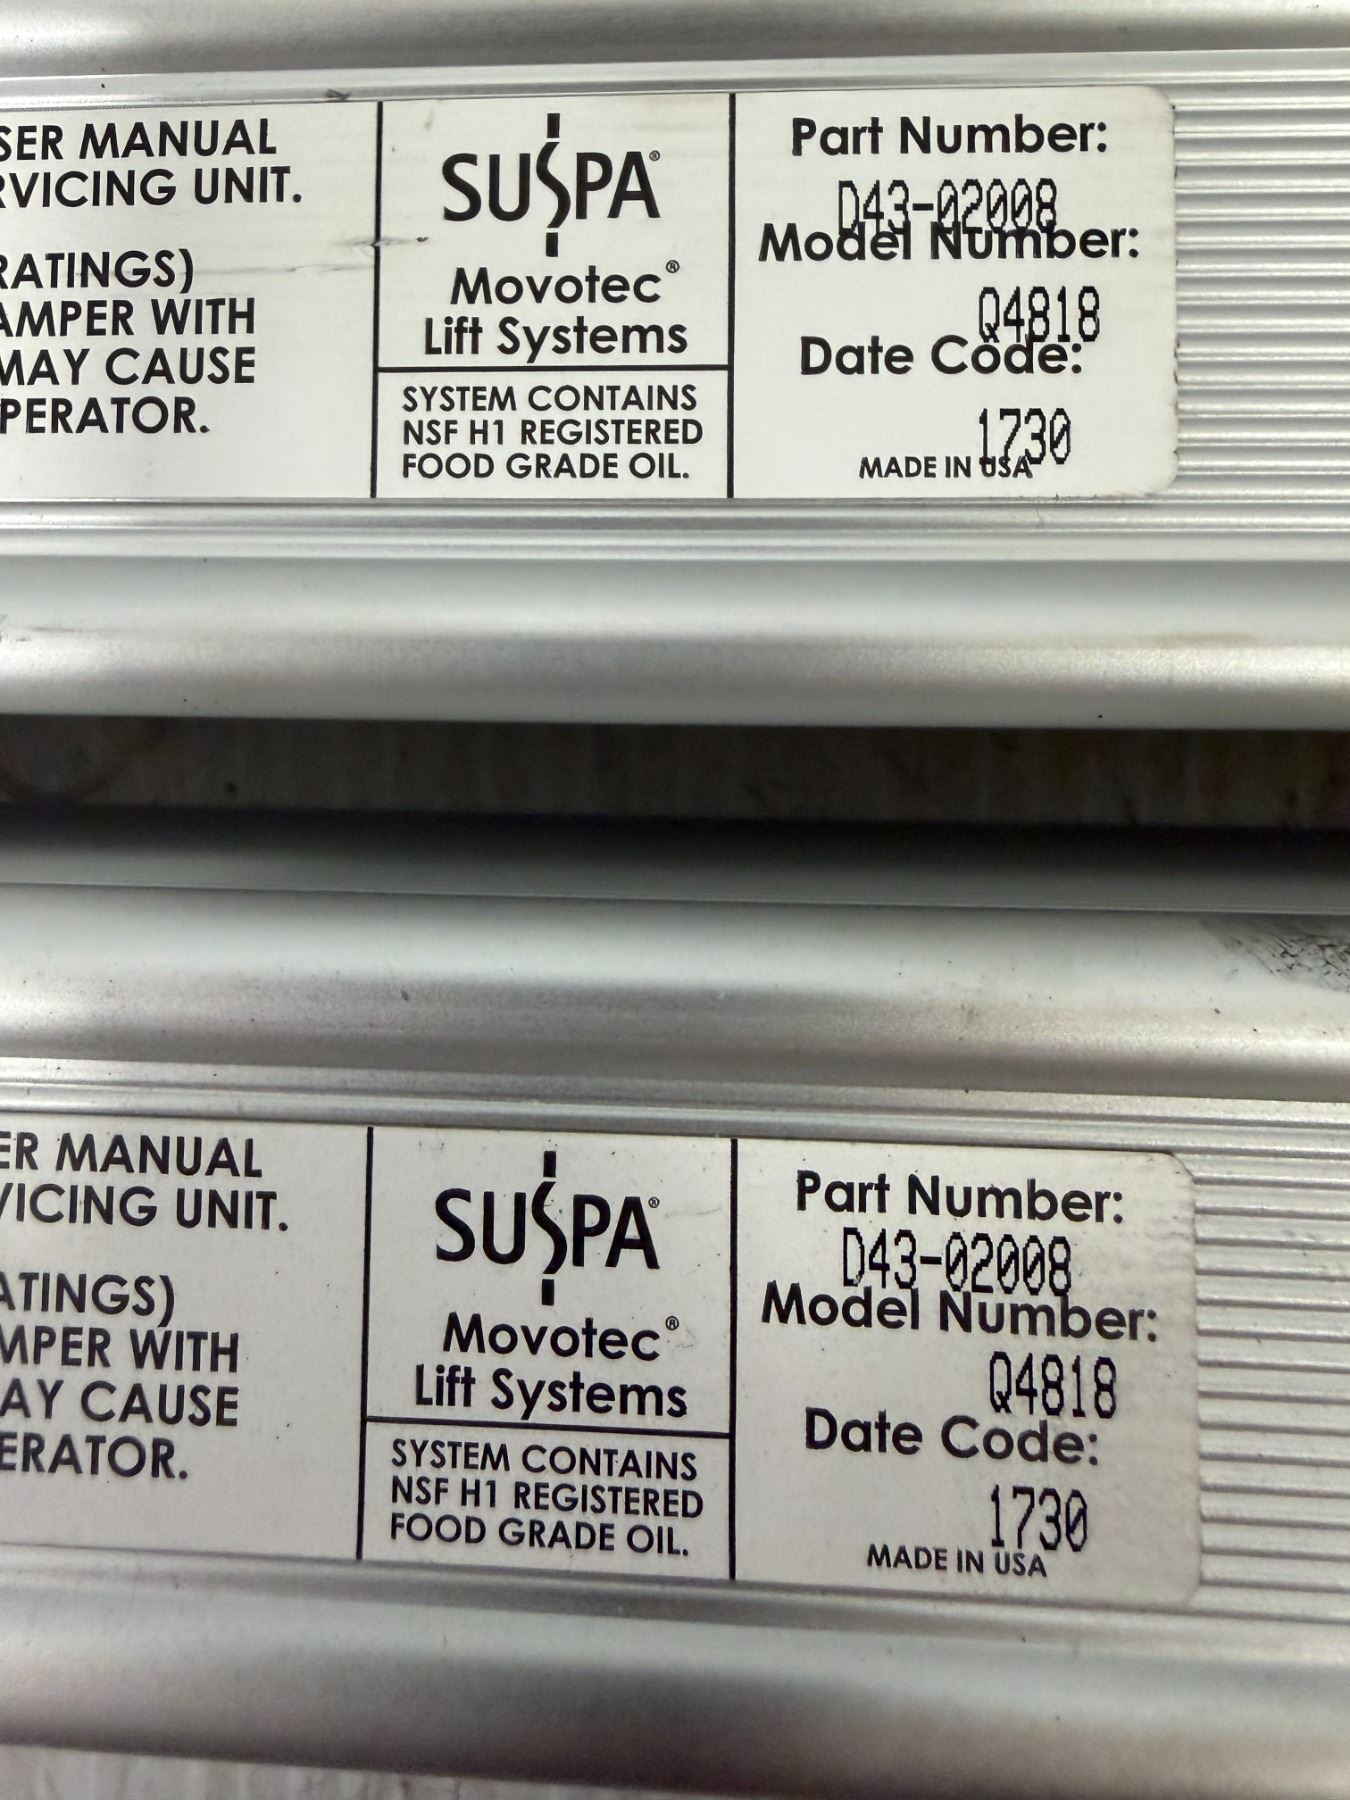 SER MANUAL
RVICING UNIT.
RATINGS)
AMPER WITH
MAY CAUSE
PERATOR.
SUSPA®
Movotec®
Lift Systems
SYSTEM CONTAINS
NSF H1 REGISTERED
FOOD GRADE OIL.
Part Number:
D43-02008
Model Number:
Q4818
Date Code:
1730
MADE IN USA
ER MANUAL
VICING UNIT.
ATINGS)
MPER WITH
AY CAUSE
ERATOR.
SUSPA®
Movotec®
Lift Systems
SYSTEM CONTAINS
NSF H1 REGISTERED
FOOD GRADE OIL.
Part Number:
D43-02008
Model Number:
Q4818
Date Code:
1730
MADE IN USA